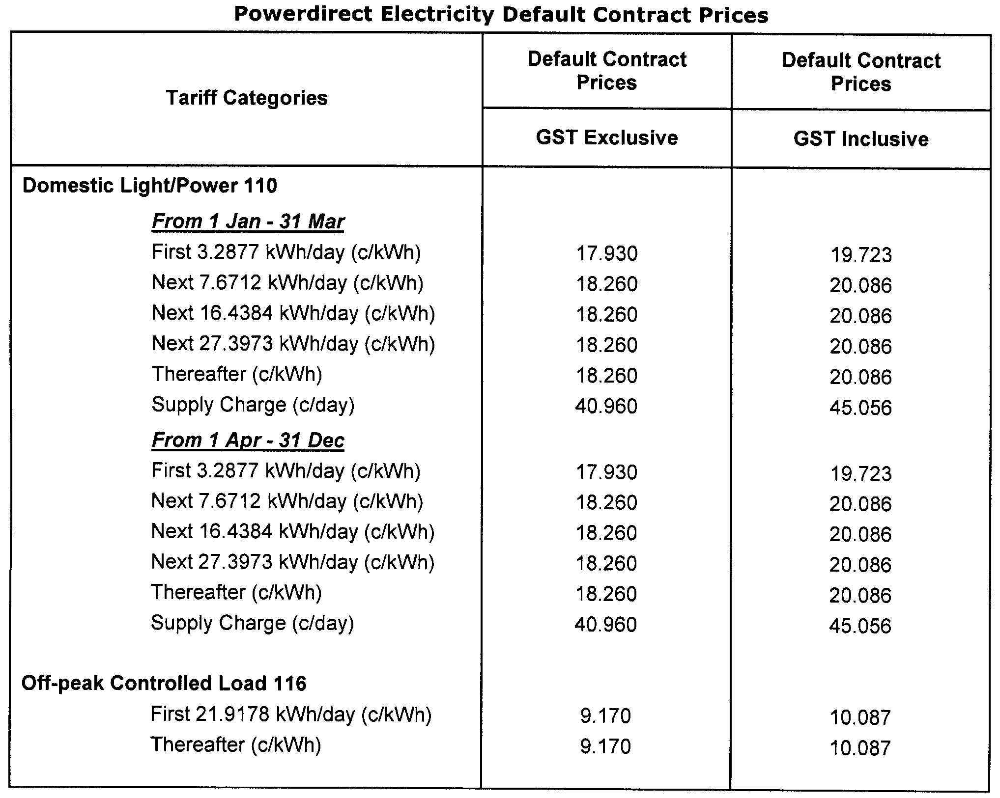 Powerdirect Electricity Default Contract Prices
Tariff Categories
Default Contract
Prices
Default Contract
Prices
GST Exclusive
GST Inclusive
Domestic Light/Power 110
From 1 Jan - 31 Mar
First 3.2877 kWh/day (c/kWh) 17.930 19.723
Next 7.6712 kWh/day (c/kWh) 18.260 20.086
Next 16.4384 kWh/day (c/kWh) 18.260 20.086
Next 27.3973 kWh/day (c/kWh) 18.260 20.086
Thereafter (c/kWh) 18.260 20.086
Supply Charge (c/day) 40.960 45.056
From 1 Apr - 31 Dec
First 3.2877 kWh/day (c/kWh) 17.930 19.723
Next 7.6712 kWh/day (c/kWh) 18.260 20.086
Next 16.4384 kWh/day (c/kWh) 18.260 20.086
Next 27.3973 kWh/day (c/kWh) 18.260 20.086
Thereafter (c/kWh) 18.260 20.086
Supply Charge (c/day) 40.960 45.056
Off-peak Controlled Load 116
First 21.9178 kWh/day (c/kWh) 9.170 10.087
Thereafter (c/kWh) 9.170 10.087